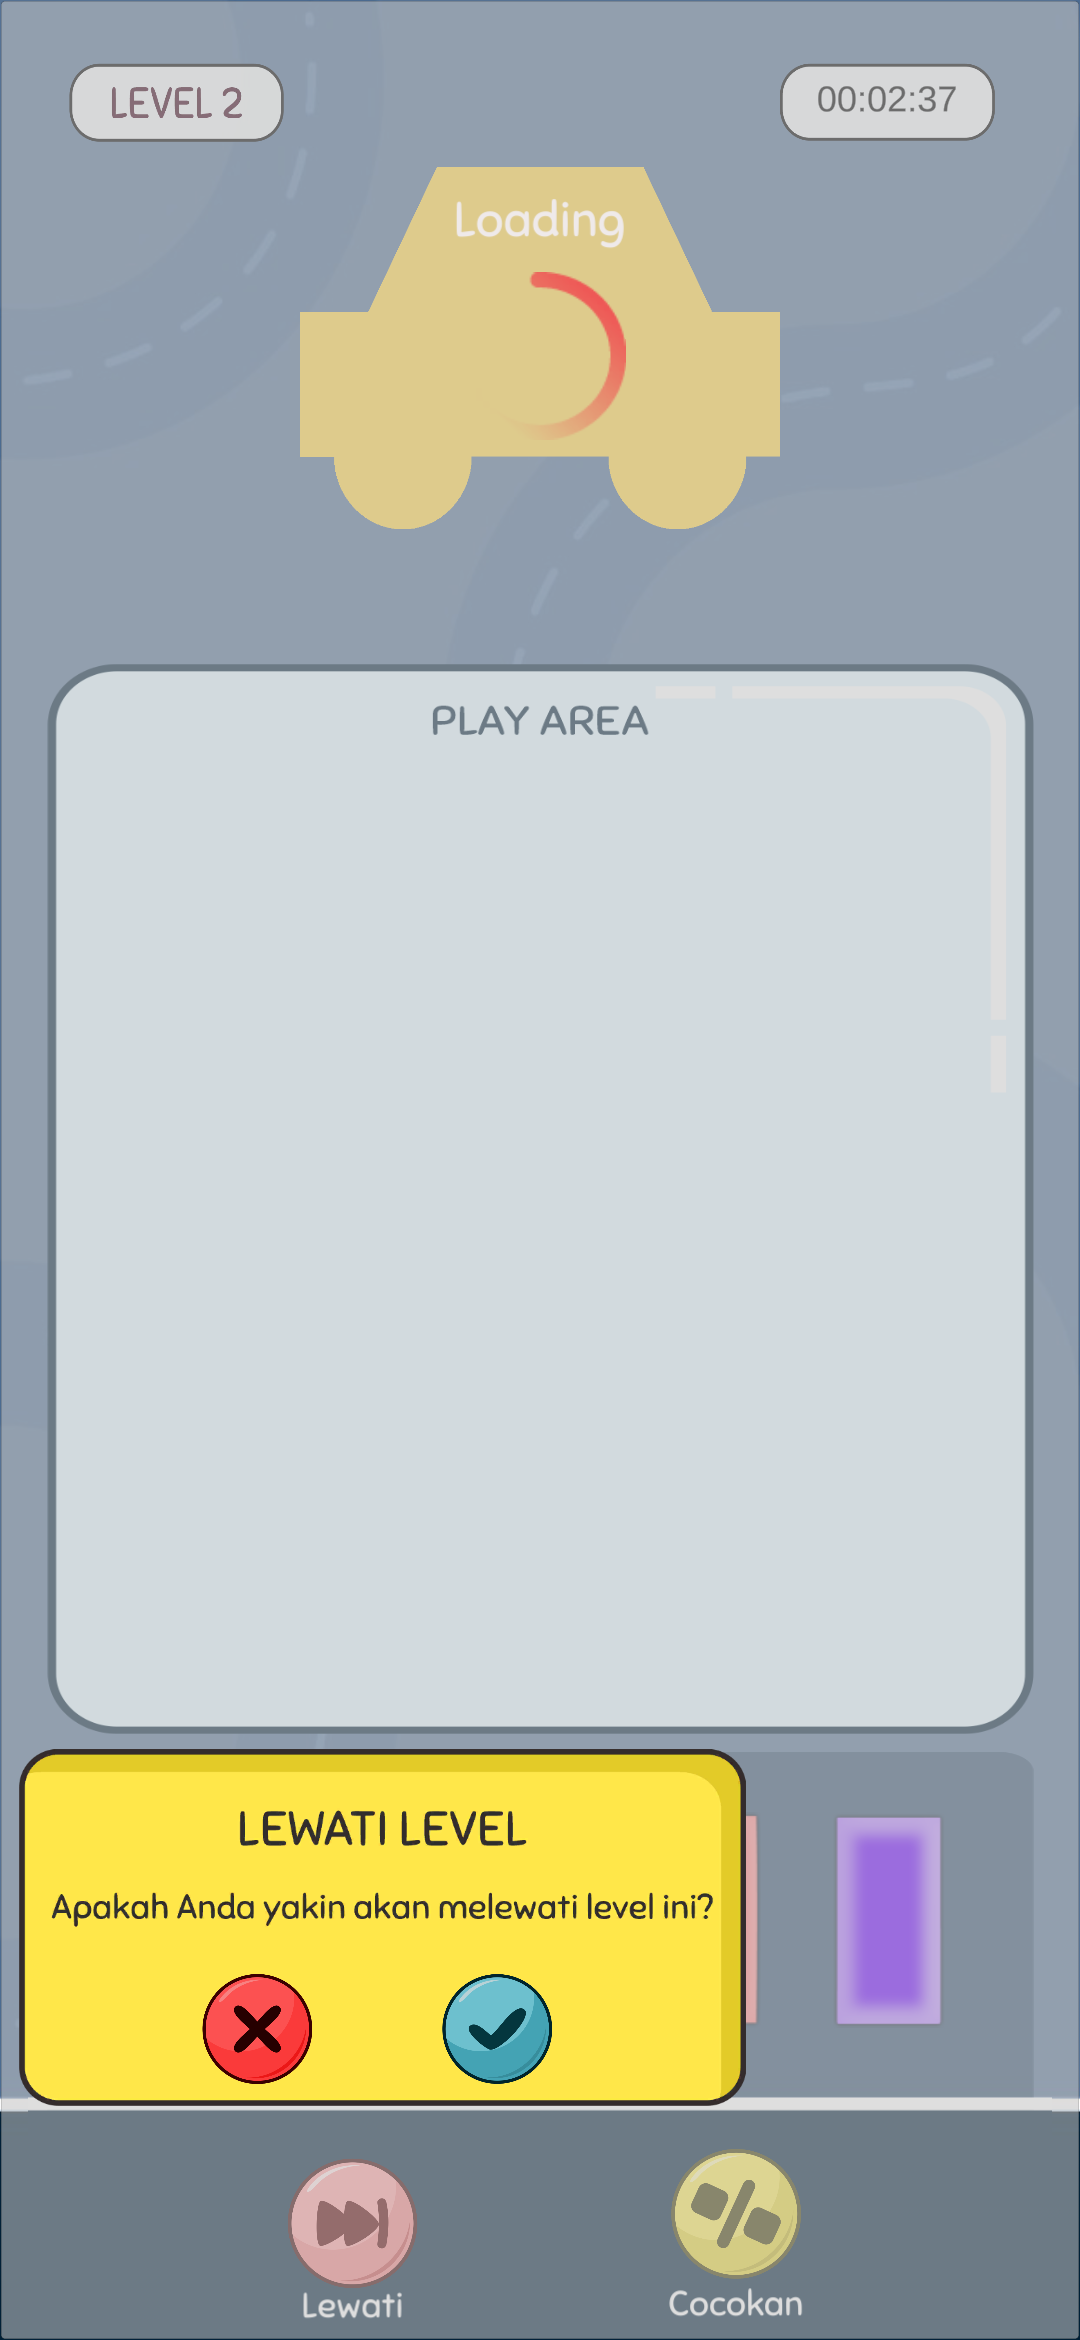 LEVEL 2
00:02:37
Loading
PLAY AREA
LEWATI LEVEL
Apakah Anda yakin akan melewati level ini?
Lewati
Cocokan